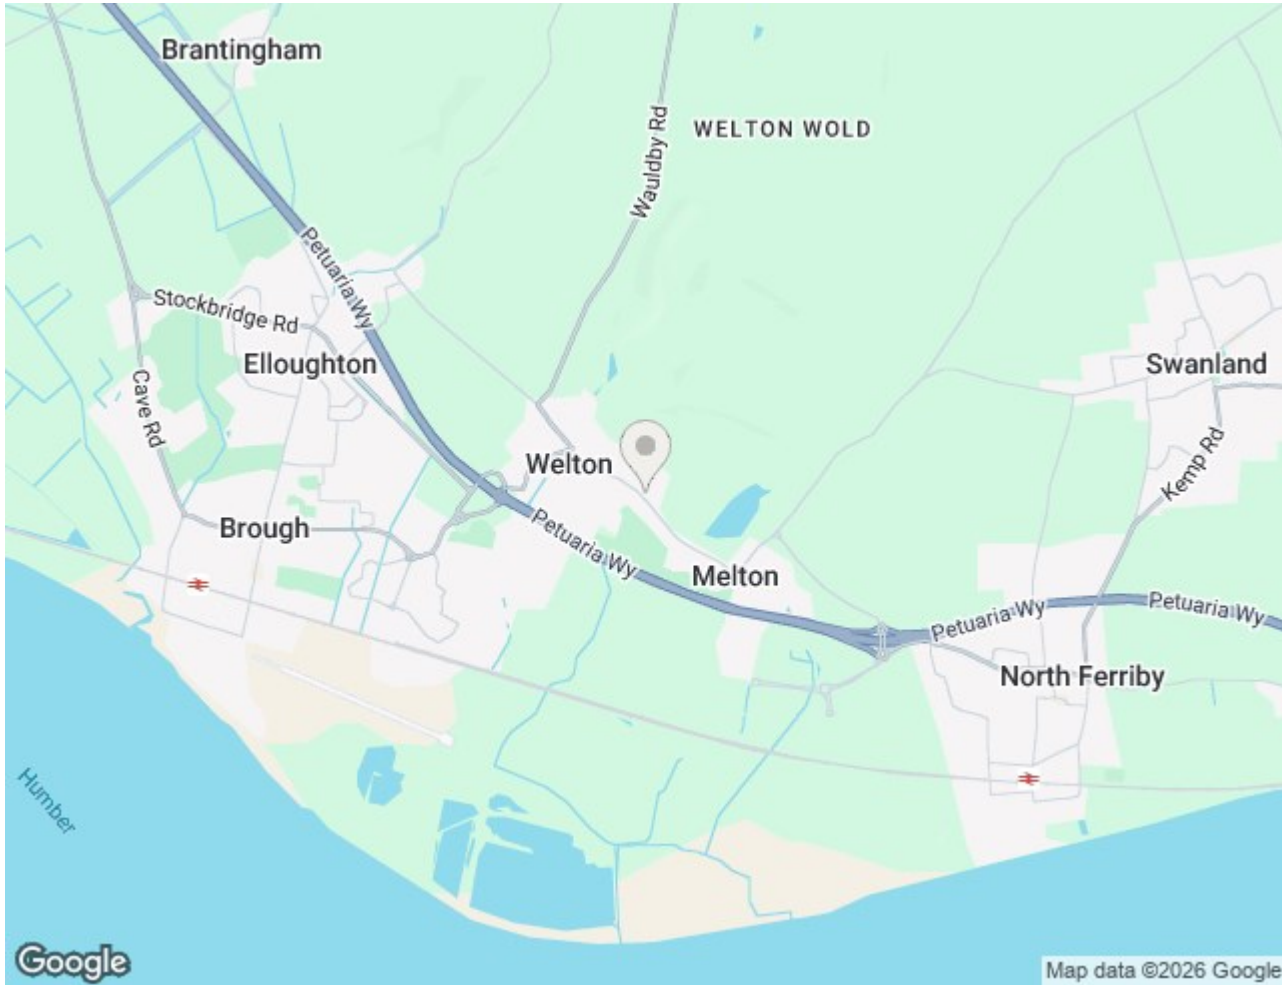 Brantingham
WELTON WOLD
Wauldby Rd
Petuaria Wy
Stockbridge Rd
Elloughton
Swanland
Cave Rd
Welton
Kemp Rd
Brough
Petuaria Wy
Melton
Petuaria Wy
Petuaria Wy
North Ferriby
Humber
Google
Map data ©2026 Google